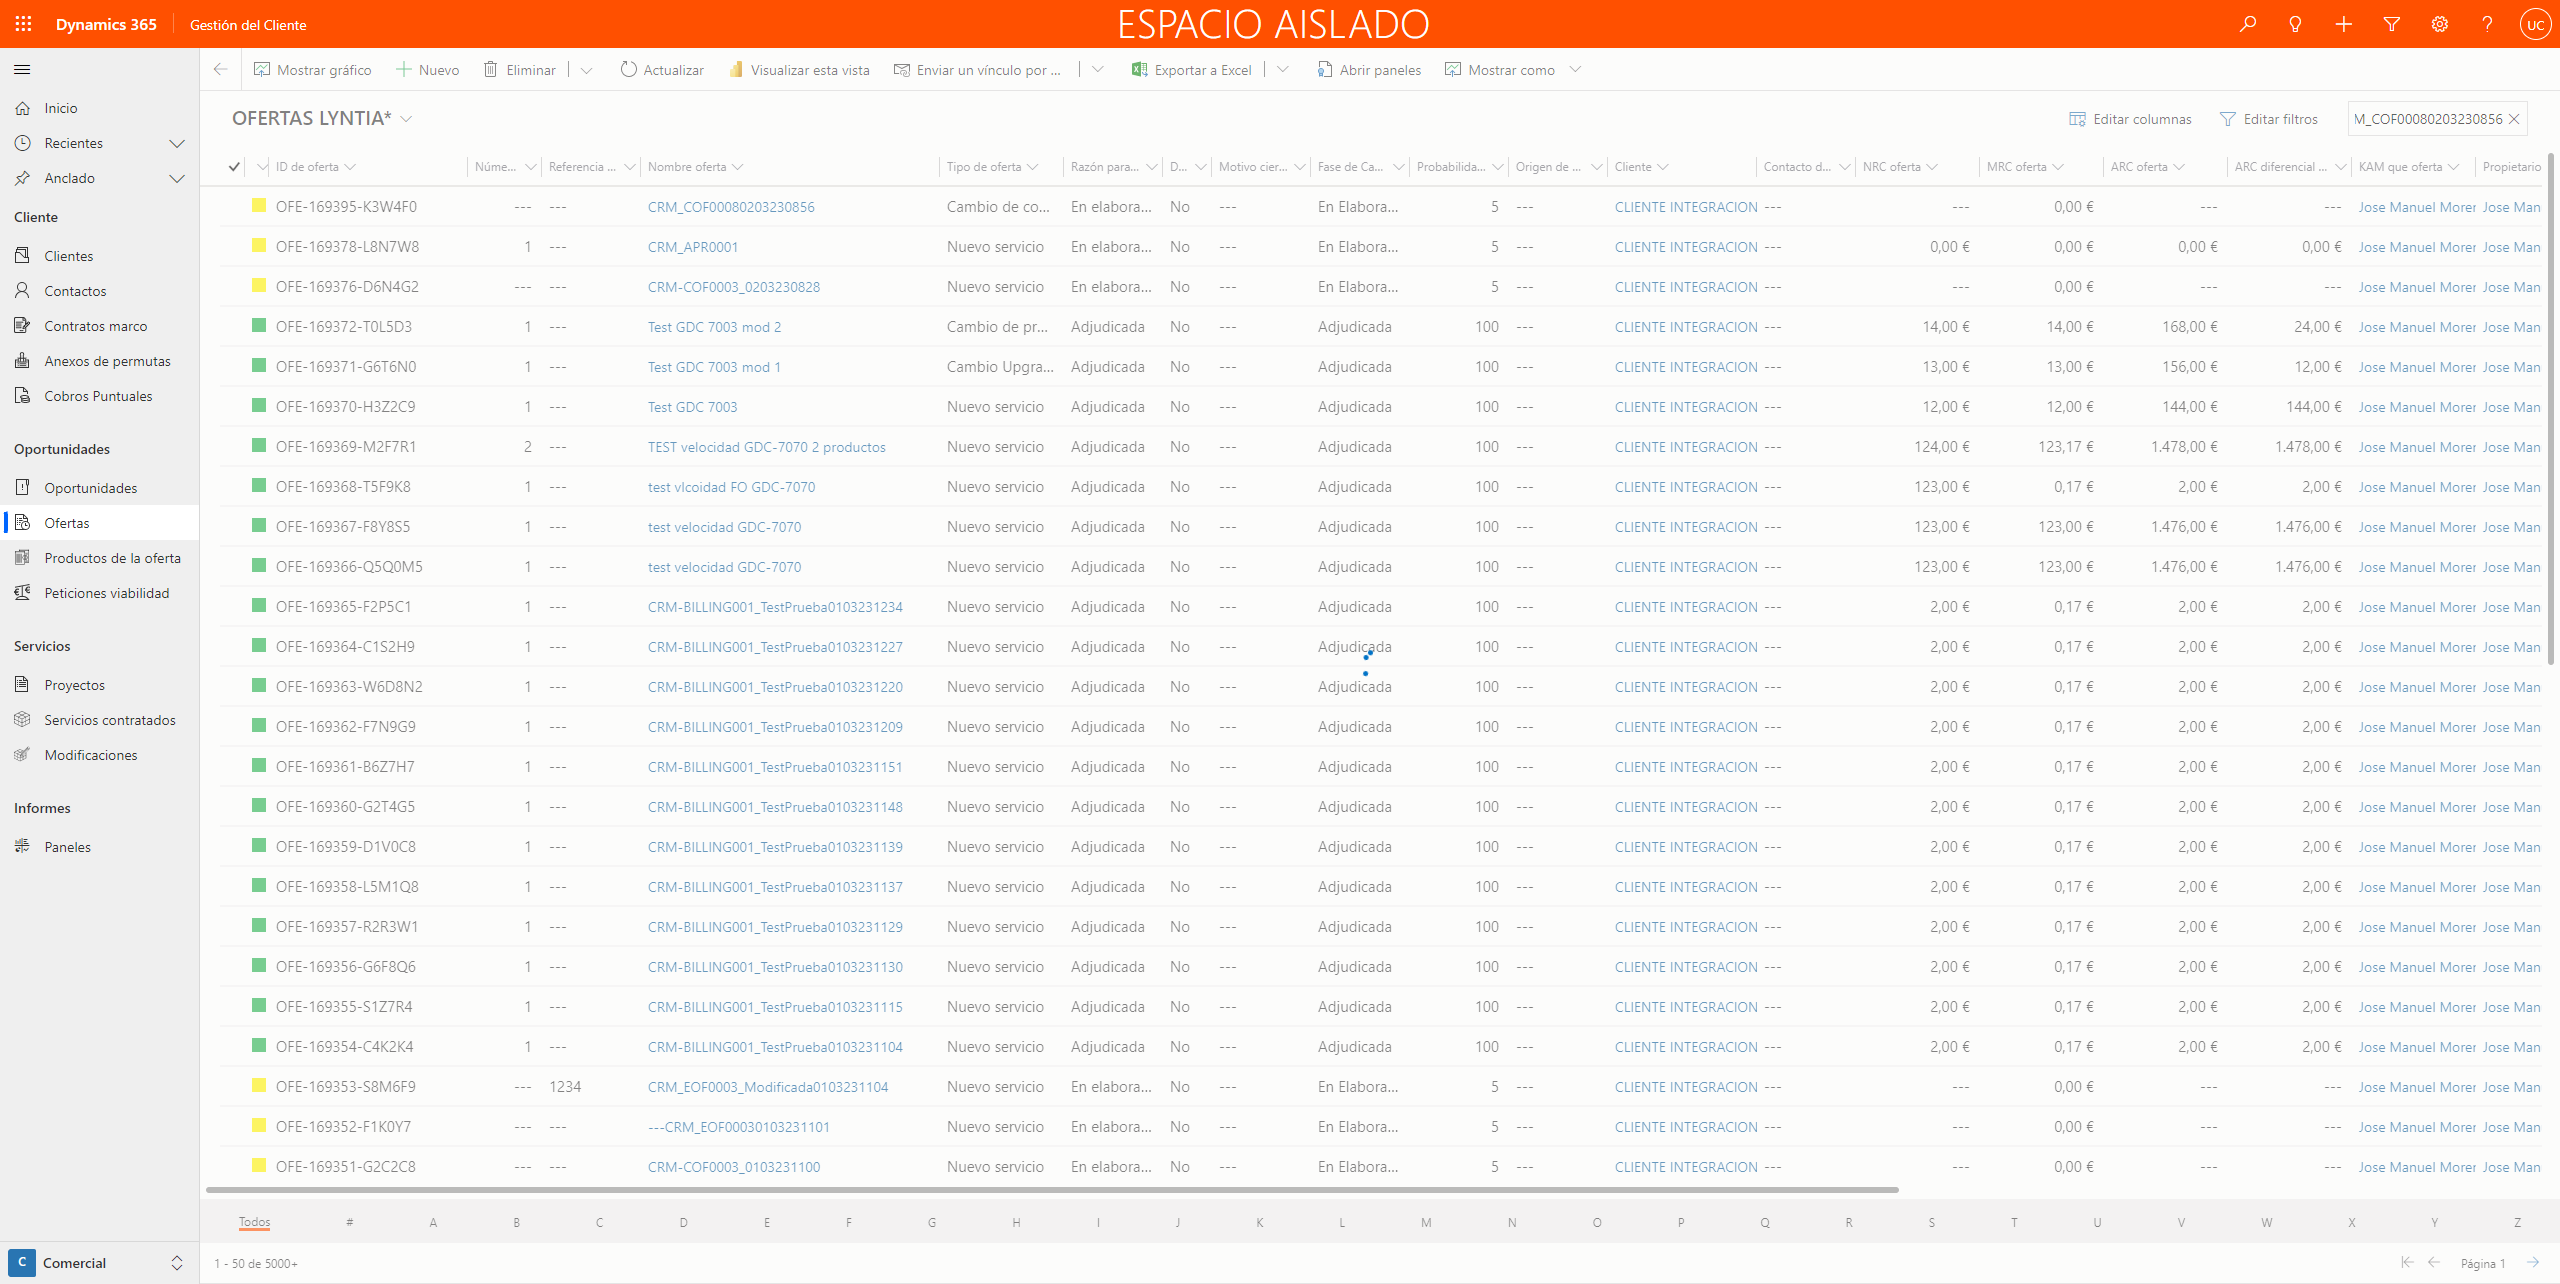 Dynamics 365 Gestión del Cliente ESPACIO AISLADO UC
Mostrar gráfico Nuevo Eliminar Actualizar Visualizar esta vista Enviar un vínculo por ... Exportar a Excel Abrir paneles Mostrar como
Inicio
Recientes
Anclado
Cliente
Clientes
Contactos
Contratos marco
Anexos de permutas
Cobros Puntuales
Oportunidades
Oportunidades
Ofertas
Productos de la oferta
Peticiones viabilidad
Servicios
Proyectos
Servicios contratados
Modificaciones
Informes
Paneles
C Comercial
OFERTAS LYNTIA* Editar columnas Editar filtros M_COF00080203230856
ID de oferta Núme... Referencia ... Nombre oferta Tipo de oferta Razón para... D... Motivo cier... Fase de Ca... Probabilida... Origen de ... Cliente Contacto d... NRC oferta MRC oferta ARC oferta ARC diferencial ... KAM que oferta Propietario
OFE-169395-K3W4F0 --- --- CRM_COF00080203230856 Cambio de co... En elabora... No --- En Elabora... 5 --- CLIENTE INTEGRACION --- --- 0,00 € --- --- Jose Manuel Morer Jose Man
OFE-169378-L8N7W8 1 --- CRM_APR0001 Nuevo servicio En elabora... No --- En Elabora... 5 --- CLIENTE INTEGRACION --- 0,00 € 0,00 € 0,00 € 0,00 € Jose Manuel Morer Jose Man
OFE-169376-D6N4G2 --- --- CRM-COF0003_0203230828 Nuevo servicio En elabora... No --- En Elabora... 5 --- CLIENTE INTEGRACION --- --- 0,00 € --- --- Jose Manuel Morer Jose Man
OFE-169372-T0L5D3 1 --- Test GDC 7003 mod 2 Cambio de pr... Adjudicada No --- Adjudicada 100 --- CLIENTE INTEGRACION --- 14,00 € 14,00 € 168,00 € 24,00 € Jose Manuel Morer Jose Man
OFE-169371-G6T6N0 1 --- Test GDC 7003 mod 1 Cambio Upgra... Adjudicada No --- Adjudicada 100 --- CLIENTE INTEGRACION --- 13,00 € 13,00 € 156,00 € 12,00 € Jose Manuel Morer Jose Man
OFE-169370-H3Z2C9 1 --- Test GDC 7003 Nuevo servicio Adjudicada No --- Adjudicada 100 --- CLIENTE INTEGRACION --- 12,00 € 12,00 € 144,00 € 144,00 € Jose Manuel Morer Jose Man
OFE-169369-M2F7R1 2 --- TEST velocidad GDC-7070 2 productos Nuevo servicio Adjudicada No --- Adjudicada 100 --- CLIENTE INTEGRACION --- 124,00 € 123,17 € 1.478,00 € 1.478,00 € Jose Manuel Morer Jose Man
OFE-169368-T5F9K8 1 --- test vlcoidad FO GDC-7070 Nuevo servicio Adjudicada No --- Adjudicada 100 --- CLIENTE INTEGRACION --- 123,00 € 0,17 € 2,00 € 2,00 € Jose Manuel Morer Jose Man
OFE-169367-F8Y8S5 1 --- test velocidad GDC-7070 Nuevo servicio Adjudicada No --- Adjudicada 100 --- CLIENTE INTEGRACION --- 123,00 € 123,00 € 1.476,00 € 1.476,00 € Jose Manuel Morer Jose Man
OFE-169366-Q5Q0M5 1 --- test velocidad GDC-7070 Nuevo servicio Adjudicada No --- Adjudicada 100 --- CLIENTE INTEGRACION --- 123,00 € 123,00 € 1.476,00 € 1.476,00 € Jose Manuel Morer Jose Man
OFE-169365-F2P5C1 1 --- CRM-BILLING001_TestPrueba0103231234 Nuevo servicio Adjudicada No --- Adjudicada 100 --- CLIENTE INTEGRACION --- 2,00 € 0,17 € 2,00 € 2,00 € Jose Manuel Morer Jose Man
OFE-169364-C1S2H9 1 --- CRM-BILLING001_TestPrueba0103231227 Nuevo servicio Adjudicada No --- Adjudicada 100 --- CLIENTE INTEGRACION --- 2,00 € 0,17 € 2,00 € 2,00 € Jose Manuel Morer Jose Man
OFE-169363-W6D8N2 1 --- CRM-BILLING001_TestPrueba0103231220 Nuevo servicio Adjudicada No --- Adjudicada 100 --- CLIENTE INTEGRACION --- 2,00 € 0,17 € 2,00 € 2,00 € Jose Manuel Morer Jose Man
OFE-169362-F7N9G9 1 --- CRM-BILLING001_TestPrueba0103231209 Nuevo servicio Adjudicada No --- Adjudicada 100 --- CLIENTE INTEGRACION --- 2,00 € 0,17 € 2,00 € 2,00 € Jose Manuel Morer Jose Man
OFE-169361-B6Z7H7 1 --- CRM-BILLING001_TestPrueba0103231151 Nuevo servicio Adjudicada No --- Adjudicada 100 --- CLIENTE INTEGRACION --- 2,00 € 0,17 € 2,00 € 2,00 € Jose Manuel Morer Jose Man
OFE-169360-G2T4G5 1 --- CRM-BILLING001_TestPrueba0103231148 Nuevo servicio Adjudicada No --- Adjudicada 100 --- CLIENTE INTEGRACION --- 2,00 € 0,17 € 2,00 € 2,00 € Jose Manuel Morer Jose Man
OFE-169359-D1V0C8 1 --- CRM-BILLING001_TestPrueba0103231139 Nuevo servicio Adjudicada No --- Adjudicada 100 --- CLIENTE INTEGRACION --- 2,00 € 0,17 € 2,00 € 2,00 € Jose Manuel Morer Jose Man
OFE-169358-L5M1Q8 1 --- CRM-BILLING001_TestPrueba0103231137 Nuevo servicio Adjudicada No --- Adjudicada 100 --- CLIENTE INTEGRACION --- 2,00 € 0,17 € 2,00 € 2,00 € Jose Manuel Morer Jose Man
OFE-169357-R2R3W1 1 --- CRM-BILLING001_TestPrueba0103231129 Nuevo servicio Adjudicada No --- Adjudicada 100 --- CLIENTE INTEGRACION --- 2,00 € 0,17 € 2,00 € 2,00 € Jose Manuel Morer Jose Man
OFE-169356-G6F8Q6 1 --- CRM-BILLING001_TestPrueba0103231130 Nuevo servicio Adjudicada No --- Adjudicada 100 --- CLIENTE INTEGRACION --- 2,00 € 0,17 € 2,00 € 2,00 € Jose Manuel Morer Jose Man
OFE-169355-S1Z7R4 1 --- CRM-BILLING001_TestPrueba0103231115 Nuevo servicio Adjudicada No --- Adjudicada 100 --- CLIENTE INTEGRACION --- 2,00 € 0,17 € 2,00 € 2,00 € Jose Manuel Morer Jose Man
OFE-169354-C4K2K4 1 --- CRM-BILLING001_TestPrueba0103231104 Nuevo servicio Adjudicada No --- Adjudicada 100 --- CLIENTE INTEGRACION --- 2,00 € 0,17 € 2,00 € 2,00 € Jose Manuel Morer Jose Man
OFE-169353-S8M6F9 --- 1234 CRM_EOF0003_Modificada0103231104 Nuevo servicio En elabora... No --- En Elabora... 5 --- CLIENTE INTEGRACION --- --- 0,00 € --- --- Jose Manuel Morer Jose Man
OFE-169352-F1K0Y7 --- --- ---CRM_EOF00030103231101 Nuevo servicio En elabora... No --- En Elabora... 5 --- CLIENTE INTEGRACION --- --- 0,00 € --- --- Jose Manuel Morer Jose Man
OFE-169351-G2C2C8 --- --- CRM-COF0003_0103231100 Nuevo servicio En elabora... No --- En Elabora... 5 --- CLIENTE INTEGRACION --- --- 0,00 € --- --- Jose Manuel Morer Jose Man
Todos # A B C D E F G H I J K L M N O P Q R S T U V W X Y Z
1 - 50 de 5000+ Página 1